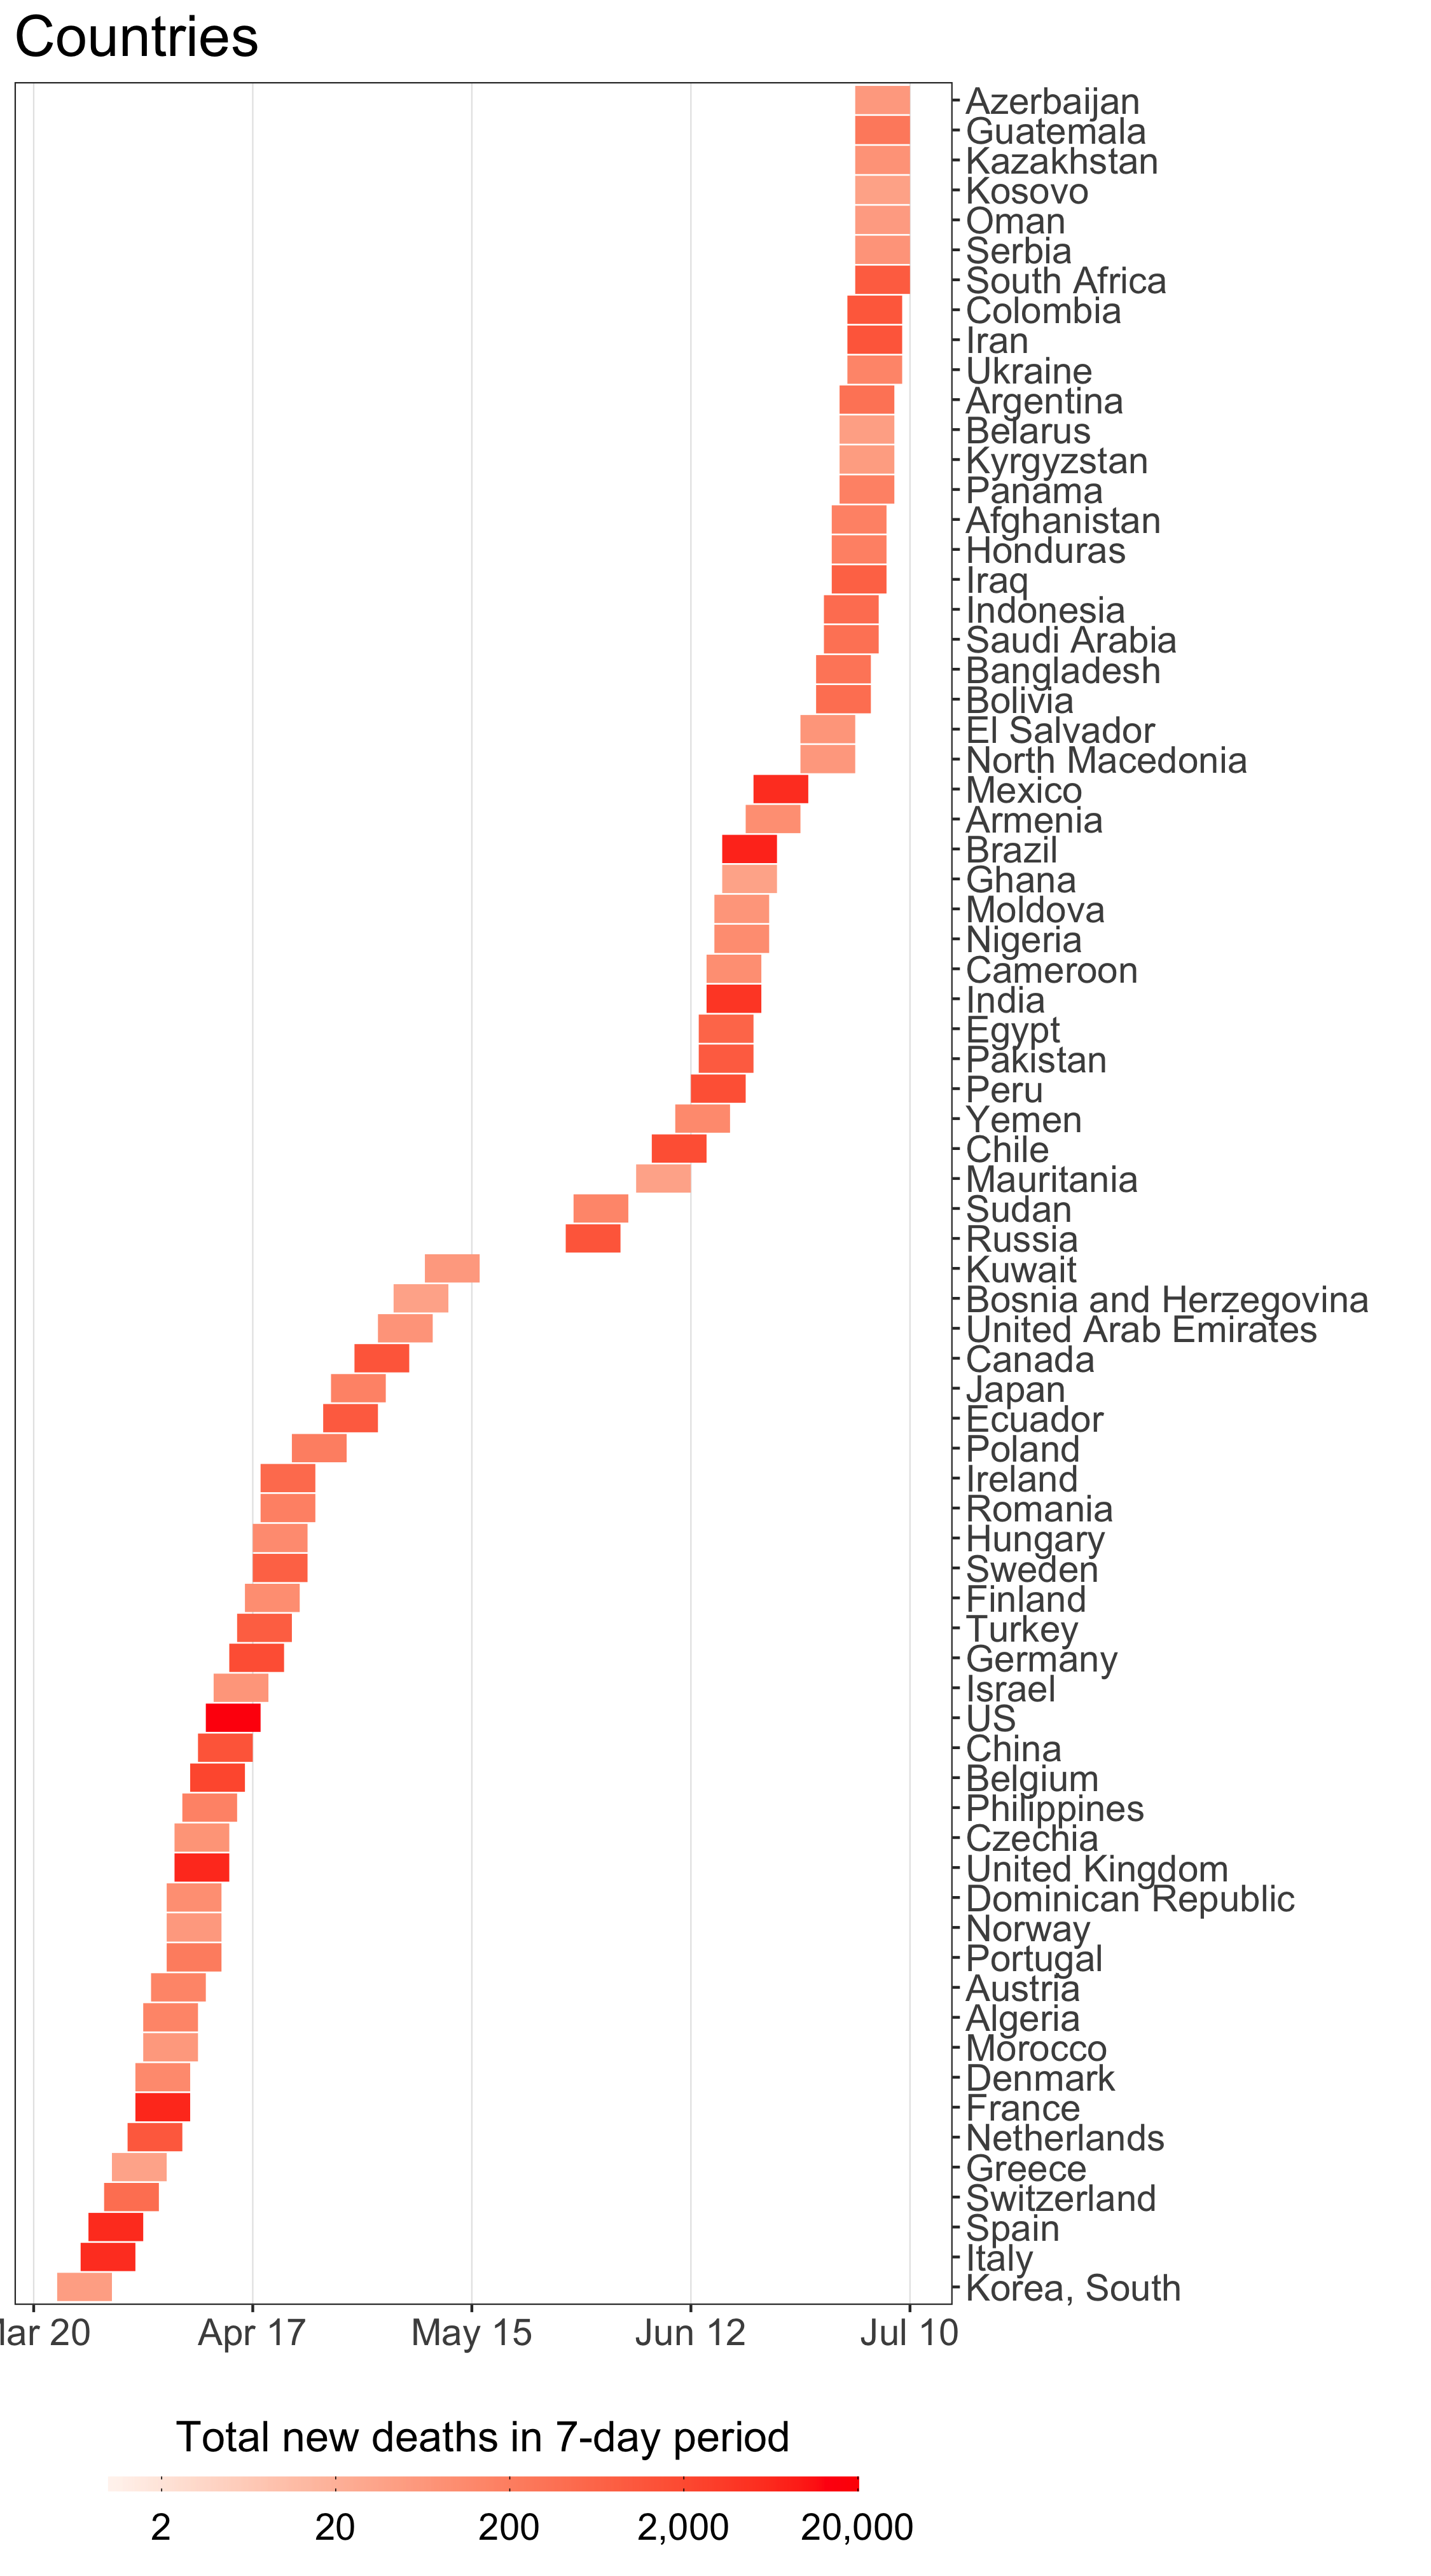 Countries
Azerbaijan
Guatemala
Kazakhstan
Kosovo
Oman
Serbia
South Africa
Colombia
Iran
Ukraine
Argentina
Belarus
Kyrgyzstan
Panama
Afghanistan
Honduras
Iraq
Indonesia
Saudi Arabia
Bangladesh
Bolivia
El Salvador
North Macedonia
Mexico
Armenia
Brazil
Ghana
Moldova
Nigeria
Cameroon
India
Egypt
Pakistan
Peru
Yemen
Chile
Mauritania
Sudan
Russia
Kuwait
Bosnia and Herzegovina
United Arab Emirates
Canada
Japan
Ecuador
Poland
Ireland
Romania
Hungary
Sweden
Finland
Turkey
Germany
Israel
US
China
Belgium
Philippines
Czechia
United Kingdom
Dominican Republic
Norway
Portugal
Austria
Algeria
Morocco
Denmark
France
Netherlands
Greece
Switzerland
Spain
Italy
Korea, South
ar 20 Apr 17 May 15 Jun 12 Jul 10
Total new deaths in 7-day period
2 20 200 2,000 20,000